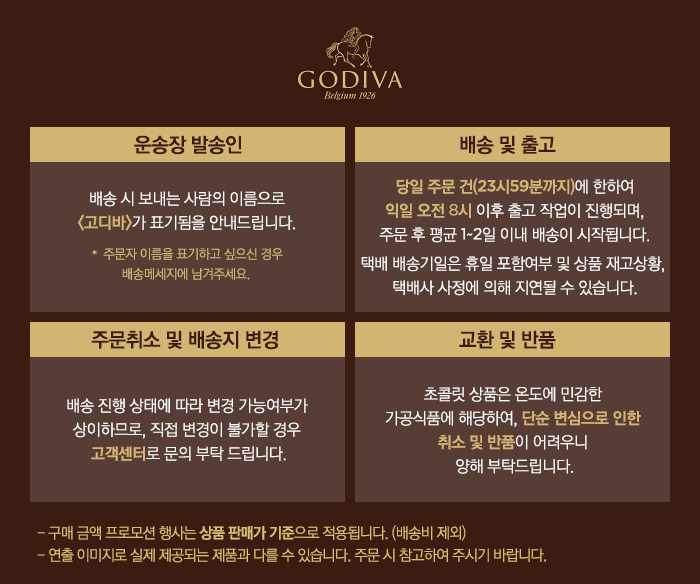 GODIVA
Belgium 1926
운송장 발송인
배송 시 보내는 사람의 이름으로
〈고디바〉가 표기됨을 안내드립니다.
* 주문자 이름을 표기하고 싶으신 경우
배송메세지에 남겨주세요.
배송 및 출고
당일 주문 건(23시59분까지)에 한하여
익일 오전 8시 이후 출고 작업이 진행되며,
주문 후 평균 1~2일 이내 배송이 시작됩니다.
택배 배송기일은 휴일 포함여부 및 상품 재고상황,
택배사 사정에 의해 지연될 수 있습니다.
주문취소 및 배송지 변경
배송 진행 상태에 따라 변경 가능여부가
상이하므로, 직접 변경이 불가할 경우
고객센터로 문의 부탁 드립니다.
교환 및 반품
초콜릿 상품은 온도에 민감한
가공식품에 해당하여, 단순 변심으로 인한
취소 및 반품이 어려우니
양해 부탁드립니다.
- 구매 금액 프로모션 행사는 상품 판매가 기준으로 적용됩니다. (배송비 제외)
- 연출 이미지로 실제 제공되는 제품과 다를 수 있습니다. 주문 시 참고하여 주시기 바랍니다.